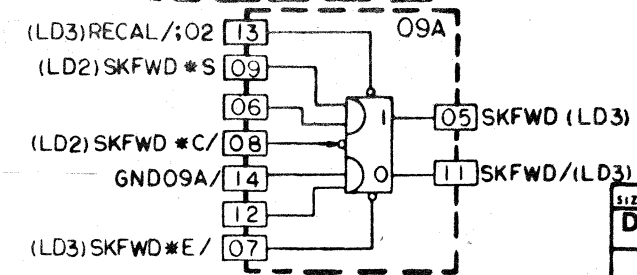 (LD3)RECAL/;02 13 09A
(LD2)SKFWD *S 09
06
1 05 SKFWD (LD3)
(LD2)SKFWD *C/ 08
GND09A/ 14
0 11 SKFWD/(LD3)
12
SIZ
D
(LD3)SKFWD*E/ 07